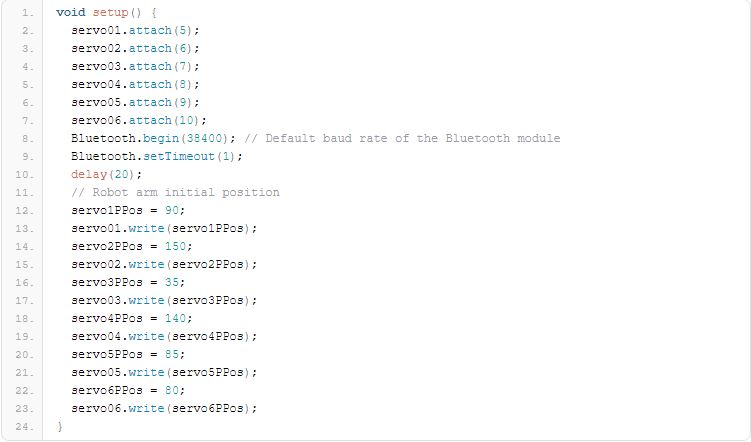 1. void setup() {
2. servo01.attach(5);
3. servo02.attach(6);
4. servo03.attach(7);
5. servo04.attach(8);
6. servo05.attach(9);
7. servo06.attach(10);
8. Bluetooth.begin(38400); // Default baud rate of the Bluetooth module
9. Bluetooth.setTimeout(1);
10. delay(20);
11. // Robot arm initial position
12. servo1PPos = 90;
13. servo01.write(servo1PPos);
14. servo2PPos = 150;
15. servo02.write(servo2PPos);
16. servo3PPos = 35;
17. servo03.write(servo3PPos);
18. servo4PPos = 140;
19. servo04.write(servo4PPos);
20. servo5PPos = 85;
21. servo05.write(servo5PPos);
22. servo6PPos = 80;
23. servo06.write(servo6PPos);
24. }